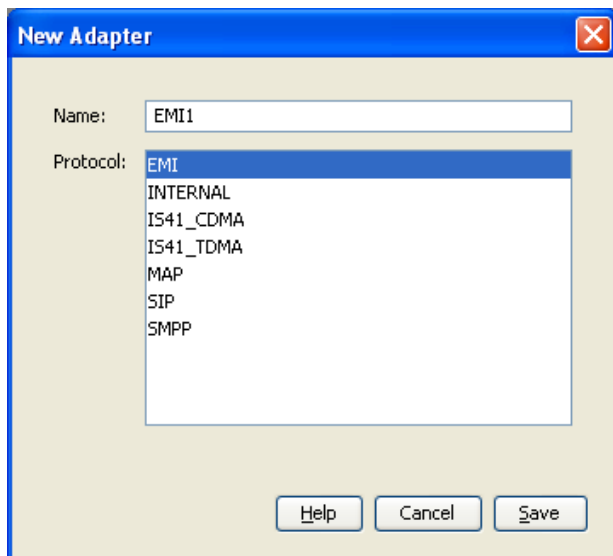 New Adapter
Name: EMI1
Protocol: EMI
INTERNAL
IS41_CDMA
IS41_TDMA
MAP
SIP
SMPP
Help Cancel Save